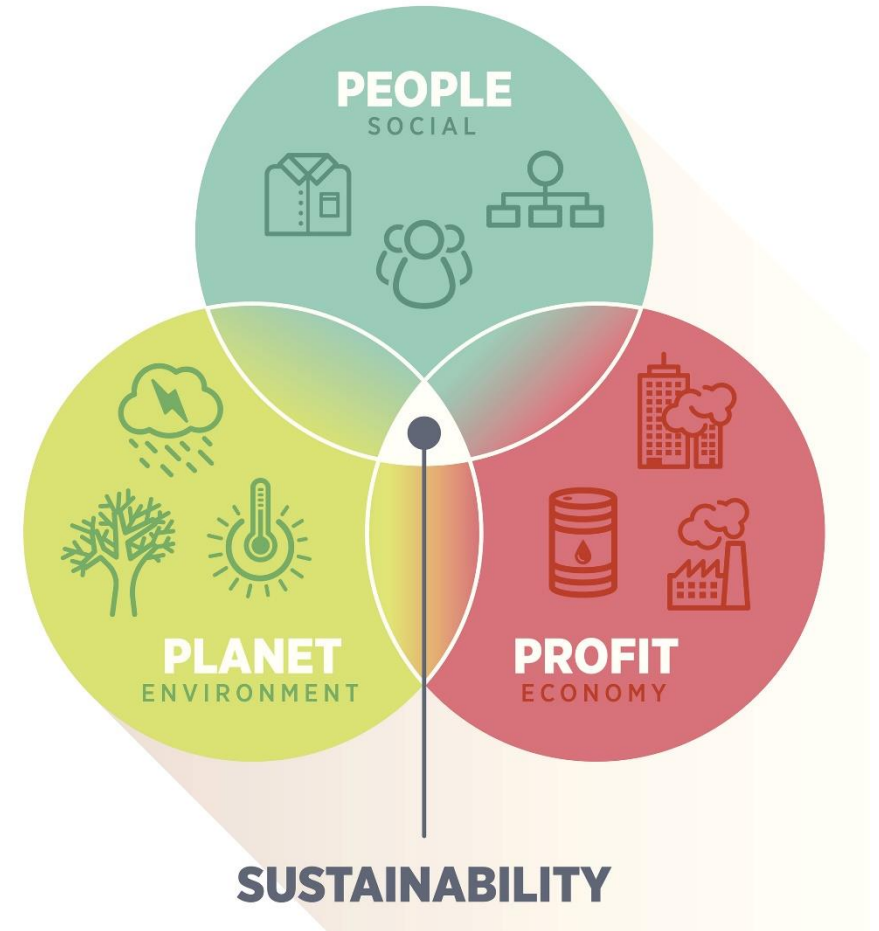 PEOPLE
SOCIAL
PLANET
ENVIRONMENT
PROFIT
ECONOMY
SUSTAINABILITY